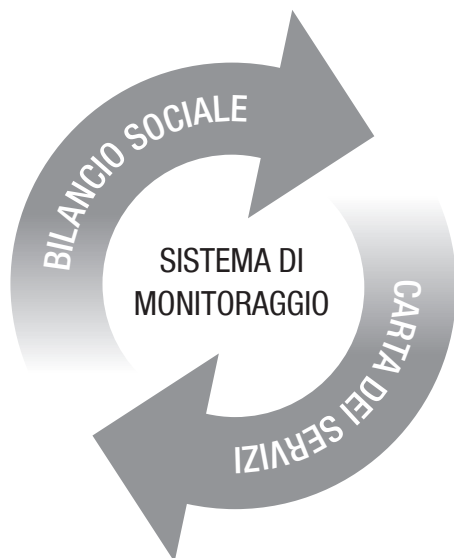 BILANCIO SOCIALE
SISTEMA DI
MONITORAGGIO
CARTA DEI SERVIZI